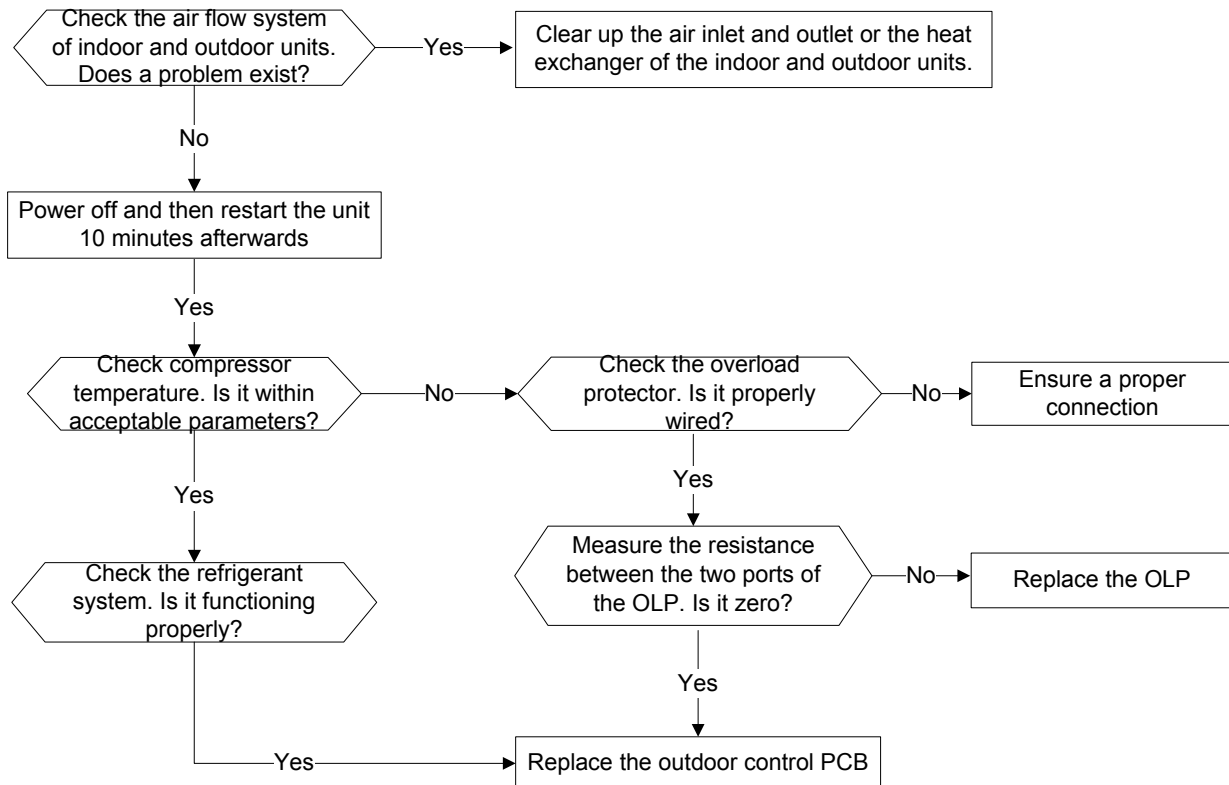 Check the air flow system
of indoor and outdoor units.
Does a problem exist?
Yes
Clear up the air inlet and outlet or the heat
exchanger of the indoor and outdoor units.
No
Power off and then restart the unit
10 minutes afterwards
Yes
Check compressor
temperature. Is it within
acceptable parameters?
No
Check the overload
protector. Is it properly
wired?
No
Ensure a proper
connection
Yes
Yes
Check the refrigerant
system. Is it functioning
properly?
Measure the resistance
between the two ports of
the OLP. Is it zero?
No
Replace the OLP
Yes
Yes
Replace the outdoor control PCB